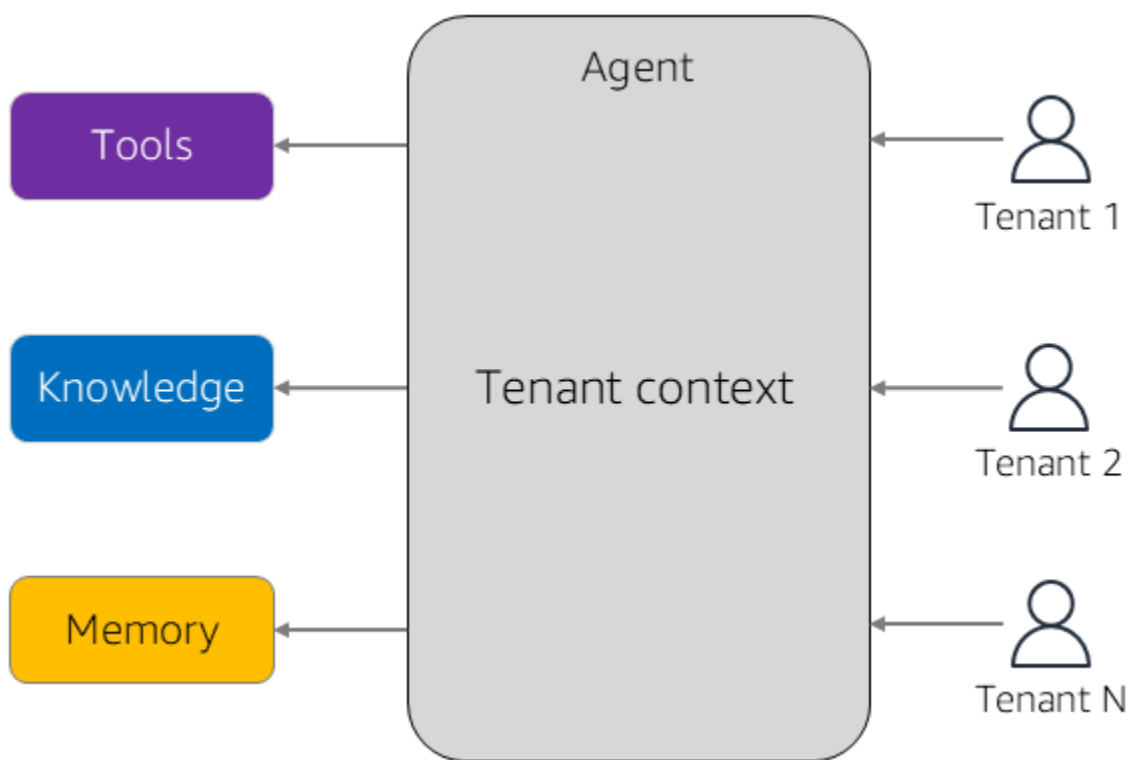 Agent
Tools
Tenant 1
Knowledge
Tenant context
Tenant 2
Memory
Tenant N